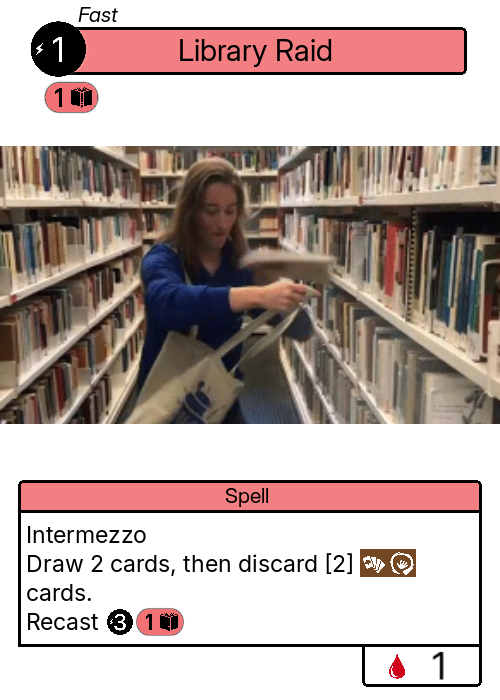 Fast
1 Library Raid
1
Spell
Intermezzo
Draw 2 cards, then discard [2]
cards.
Recast 3 1
1